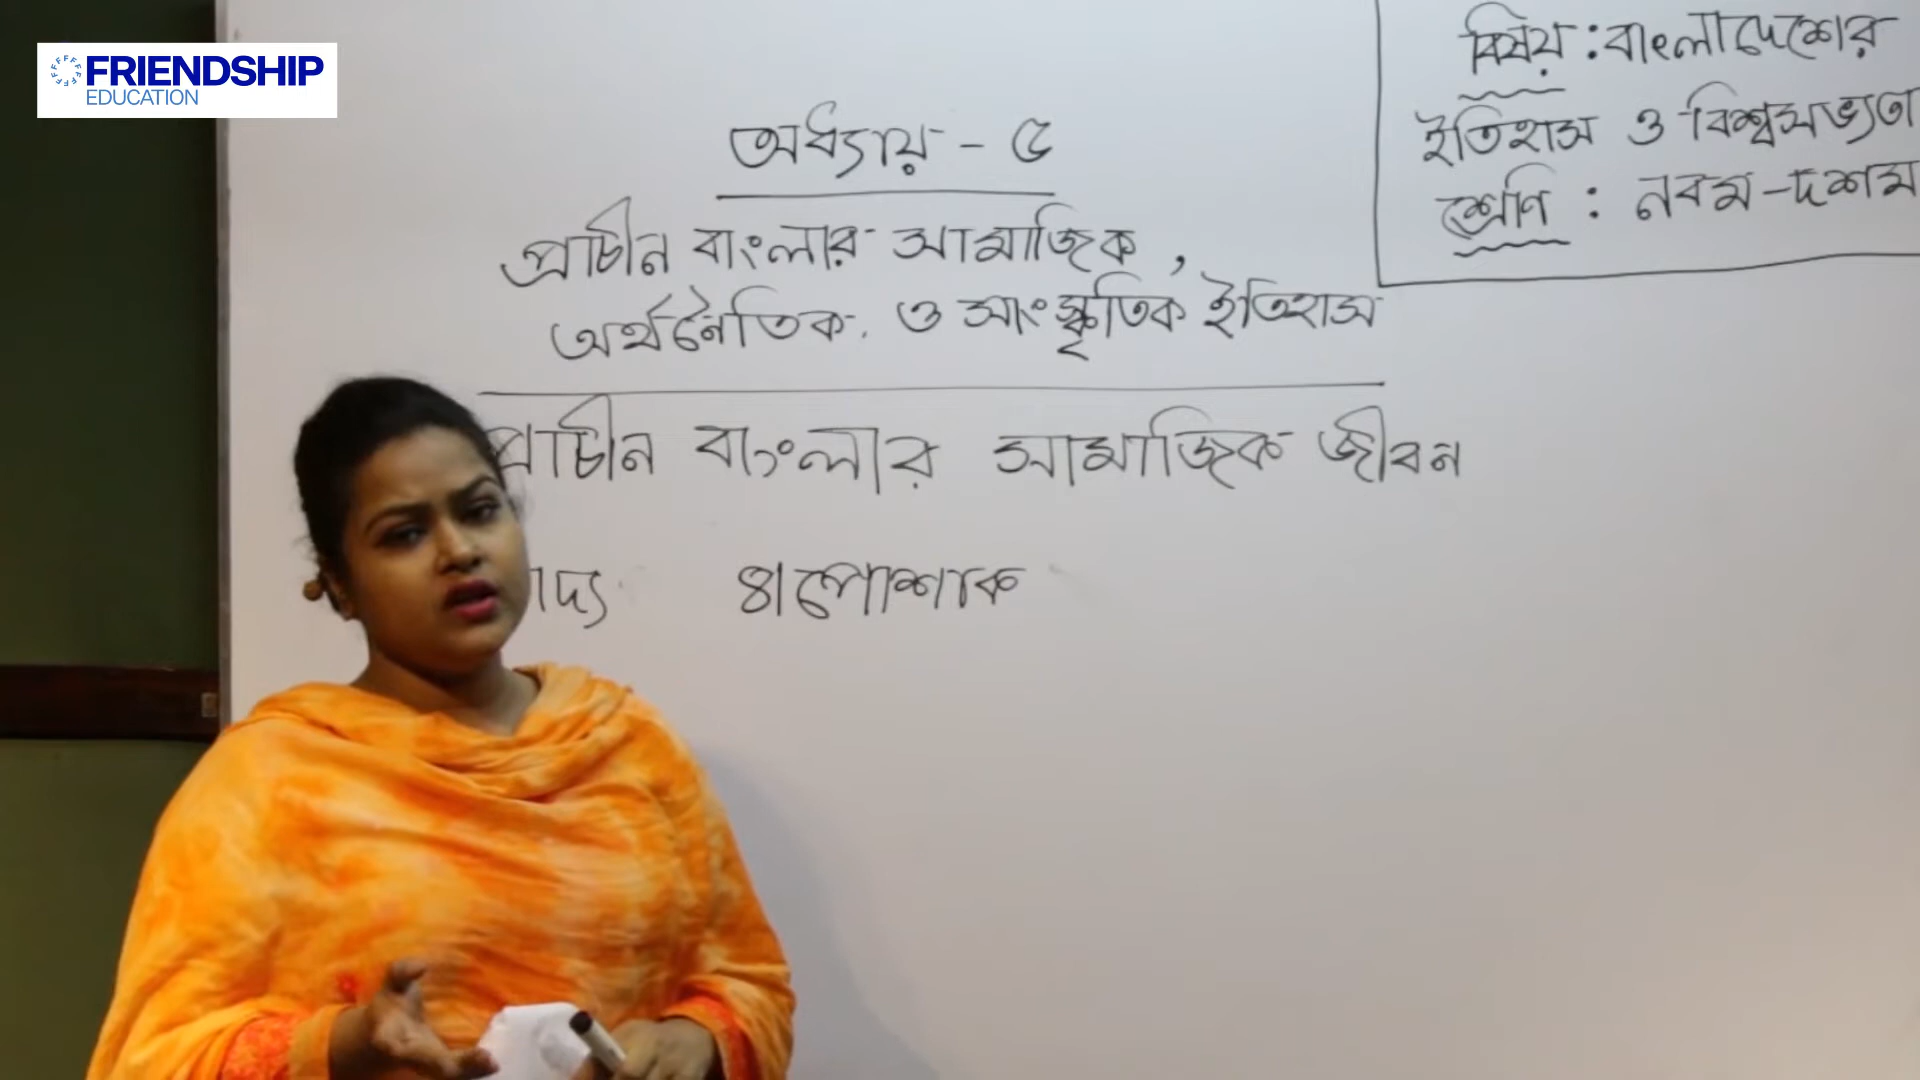 FRIENDSHIP
EDUCATION
বিষয় : বাংলাদেশের
ইতিহাস ও বিশ্বসভ্যতা
শ্রেণি : নবম-দশম
অধ্যায় - ৫
প্রাচীন বাংলার সামাজিক,
অর্থনৈতিক ও সাংস্কৃতিক ইতিহাস
প্রাচীন বাংলার সামাজিক জীবন
৪। পোশাক